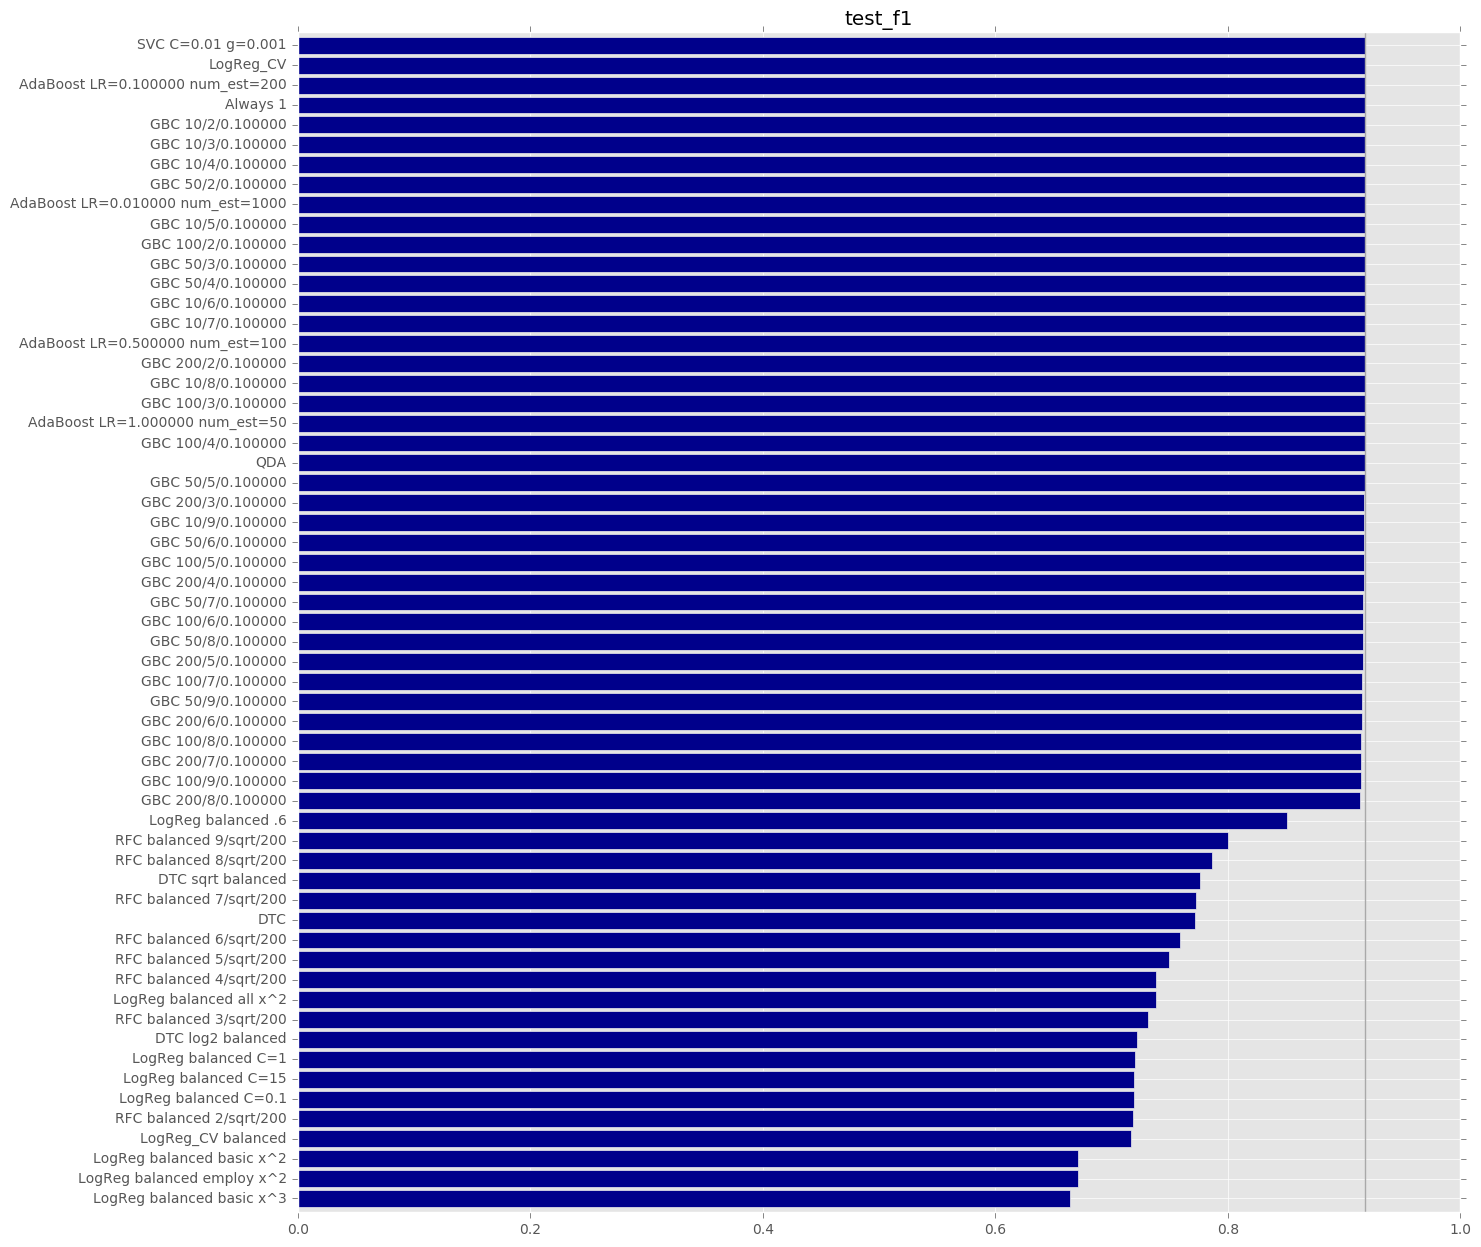 test_f1
SVC C=0.01 g=0.001
LogReg_CV
AdaBoost LR=0.100000 num_est=200
Always 1
GBC 10/2/0.100000
GBC 10/3/0.100000
GBC 10/4/0.100000
GBC 50/2/0.100000
AdaBoost LR=0.010000 num_est=1000
GBC 10/5/0.100000
GBC 100/2/0.100000
GBC 50/3/0.100000
GBC 50/4/0.100000
GBC 10/6/0.100000
GBC 10/7/0.100000
AdaBoost LR=0.500000 num_est=100
GBC 200/2/0.100000
GBC 10/8/0.100000
GBC 100/3/0.100000
AdaBoost LR=1.000000 num_est=50
GBC 100/4/0.100000
QDA
GBC 50/5/0.100000
GBC 200/3/0.100000
GBC 10/9/0.100000
GBC 50/6/0.100000
GBC 100/5/0.100000
GBC 200/4/0.100000
GBC 50/7/0.100000
GBC 100/6/0.100000
GBC 50/8/0.100000
GBC 200/5/0.100000
GBC 100/7/0.100000
GBC 50/9/0.100000
GBC 200/6/0.100000
GBC 100/8/0.100000
GBC 200/7/0.100000
GBC 100/9/0.100000
GBC 200/8/0.100000
LogReg balanced .6
RFC balanced 9/sqrt/200
RFC balanced 8/sqrt/200
DTC sqrt balanced
RFC balanced 7/sqrt/200
DTC
RFC balanced 6/sqrt/200
RFC balanced 5/sqrt/200
RFC balanced 4/sqrt/200
LogReg balanced all x^2
RFC balanced 3/sqrt/200
DTC log2 balanced
LogReg balanced C=1
LogReg balanced C=15
LogReg balanced C=0.1
RFC balanced 2/sqrt/200
LogReg_CV balanced
LogReg balanced basic x^2
LogReg balanced employ x^2
LogReg balanced basic x^3
0.0 0.2 0.4 0.6 0.8 1.0